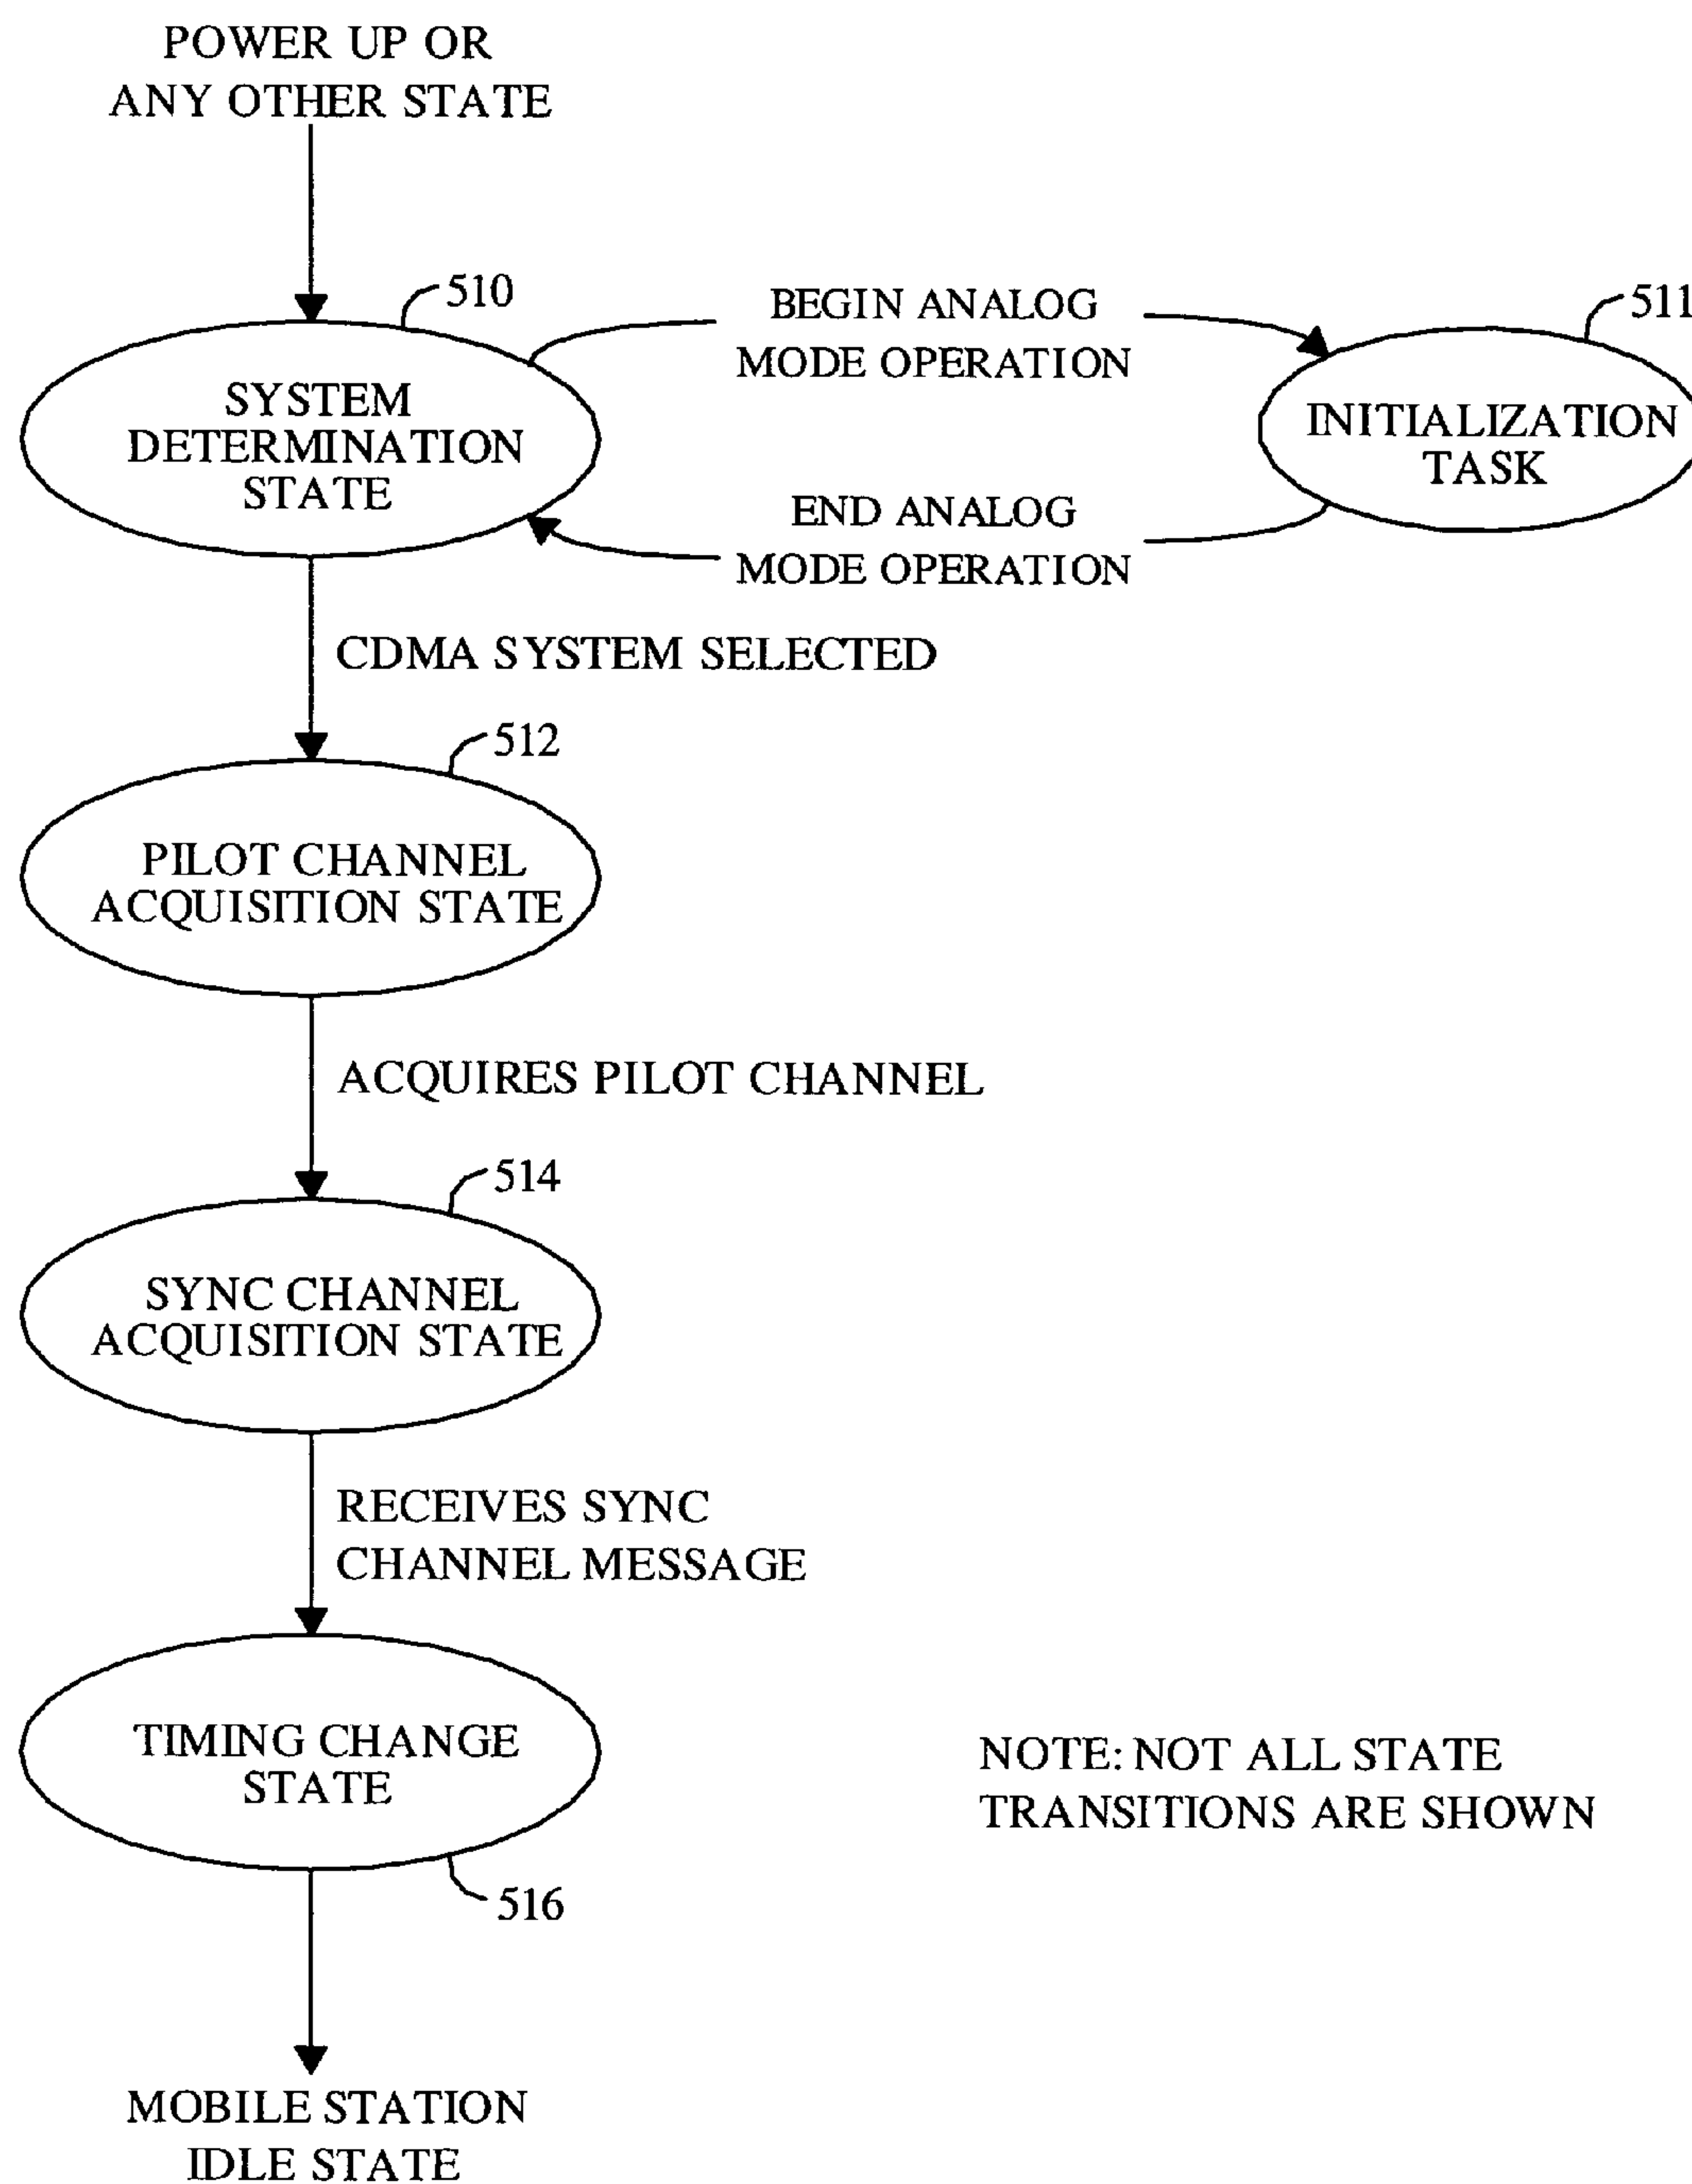 POWER UP OR
ANY OTHER STATE
510
SYSTEM
DETERMINATION
STATE
BEGIN ANALOG
MODE OPERATION
511
INITIALIZATION
TASK
END ANALOG
MODE OPERATION
CDMA SYSTEM SELECTED
512
PILOT CHANNEL
ACQUISITION STATE
ACQUIRES PILOT CHANNEL
514
SYNC CHANNEL
ACQUISITION STATE
RECEIVES SYNC
CHANNEL MESSAGE
TIMING CHANGE
STATE
516
NOTE: NOT ALL STATE
TRANSITIONS ARE SHOWN
MOBILE STATION
IDLE STATE